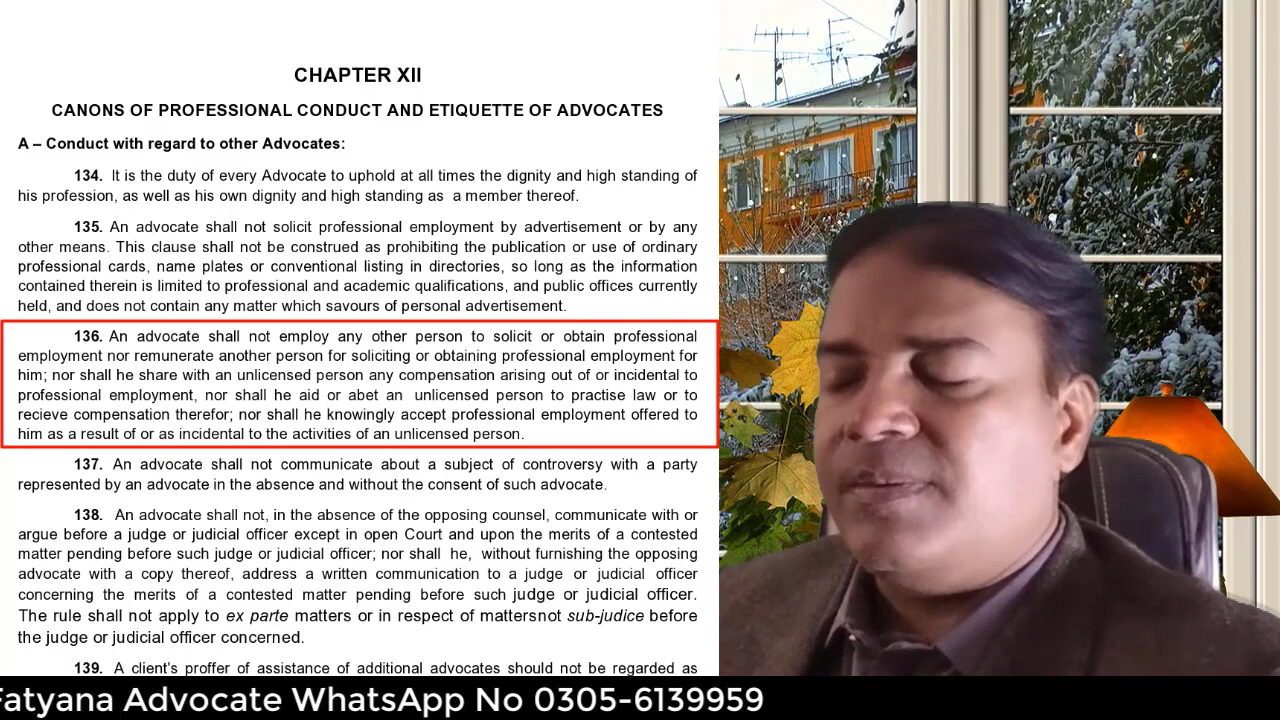 CHAPTER XII
CANONS OF PROFESSIONAL CONDUCT AND ETIQUETTE OF ADVOCATES
A – Conduct with regard to other Advocates:
134. It is the duty of every Advocate to uphold at all times the dignity and high standing of
his profession, as well as his own dignity and high standing as a member thereof.
135. An advocate shall not solicit professional employment by advertisement or by any
other means. This clause shall not be construed as prohibiting the publication or use of ordinary
professional cards, name plates or conventional listing in directories, so long as the information
contained therein is limited to professional and academic qualifications, and public offices currently
held, and does not contain any matter which savours of personal advertisement.
136. An advocate shall not employ any other person to solicit or obtain professional
employment nor remunerate another person for soliciting or obtaining professional employment for
him; nor shall he share with an unlicensed person any compensation arising out of or incidental to
professional employment, nor shall he aid or abet an unlicensed person to practise law or to
recieve compensation therefor; nor shall he knowingly accept professional employment offered to
him as a result of or as incidental to the activities of an unlicensed person.
137. An advocate shall not communicate about a subject of controversy with a party
represented by an advocate in the absence and without the consent of such advocate.
138. An advocate shall not, in the absence of the opposing counsel, communicate with or
argue before a judge or judicial officer except in open Court and upon the merits of a contested
matter pending before such judge or judicial officer; nor shall he, without furnishing the opposing
advocate with a copy thereof, address a written communication to a judge or judicial officer
concerning the merits of a contested matter pending before such judge or judicial officer.
The rule shall not apply to ex parte matters or in respect of mattersnot sub-judice before
the judge or judicial officer concerned.
139. A client's proffer of assistance of additional advocates should not be regarded as
Fatyana Advocate WhatsApp No 0305-6139959